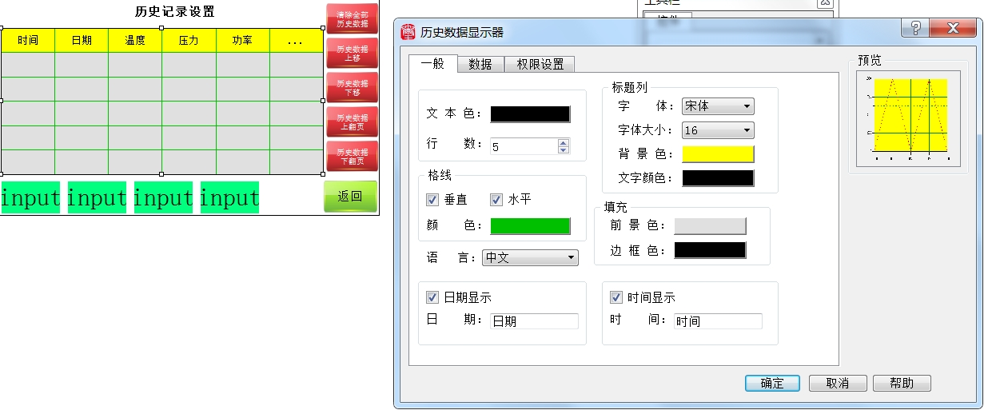 历史记录设置
清除全部
历史数据
时间 日期 温度 压力 功率 ...
历史数据
上移
历史数据
下移
历史数据
上翻页
历史数据
下翻页
input input input input
返回
历史数据显示器
一般 数据 权限设置
文本色：
行数： 5
格线
垂直 水平
颜色：
语言： 中文
日期显示
日期： 日期
标题列
字体： 宋体
字体大小： 16
背景色：
文字颜色：
填充
前景色：
边框色：
时间显示
时间： 时间
预览
确定 取消 帮助